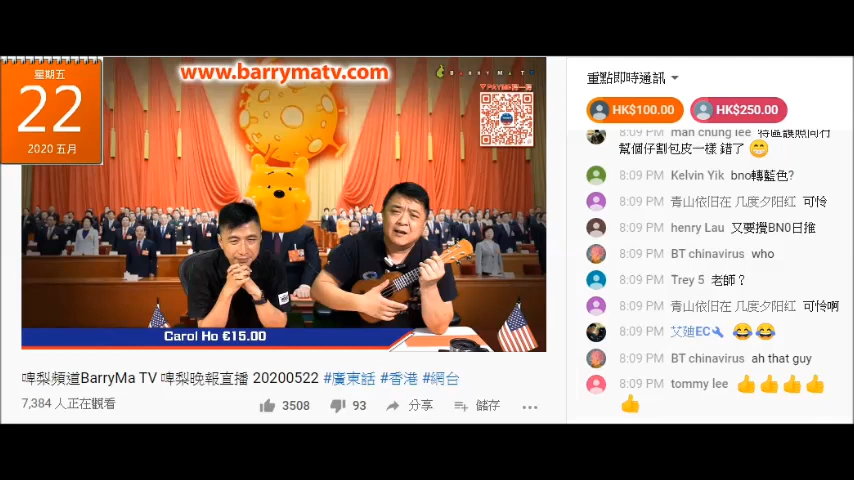 星期五
22
2020 五月
www.barrymatv.com
BARRYMATV
Carol Ho €15.00
啤梨頻道BarryMa TV 啤梨晚報直播 20200522 #廣東話 #香港 #網台
7,384 人正在觀看
3508
93
分享
儲存
重點即時通訊
HK$100.00
HK$250.00
8:09 PM man chung lee 特區護照同冇
幫個仔割包皮一樣 錯了
8:09 PM Kelvin Yik bno轉藍色?
8:09 PM 青山依旧在 几度夕阳红 可怜
8:09 PM henry Lau 又要攪BN0日推
8:09 PM BT chinavirus who
8:09 PM Trey 5 老師？
8:09 PM 青山依旧在 几度夕阳红 可怜啊
8:09 PM 艾廸EC 😂😂
8:09 PM BT chinavirus ah that guy
8:09 PM tommy lee 👍👍👍👍
👍